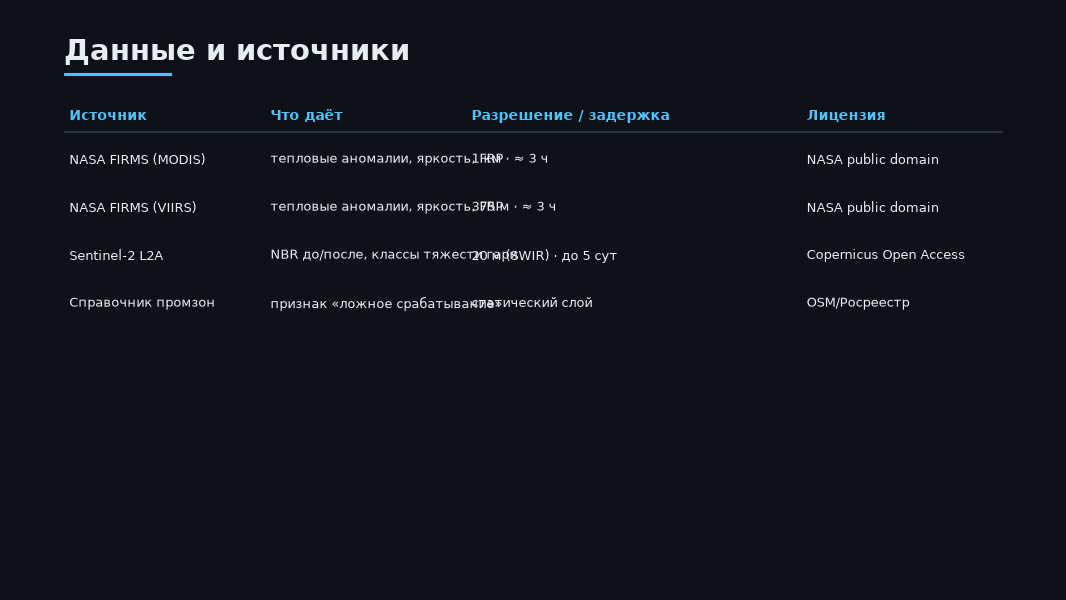 Данные и источники
Источник Что даёт Разрешение / задержка Лицензия
NASA FIRMS (MODIS) тепловые аномалии, яркость, FRP 1 км · ≈ 3 ч NASA public domain
NASA FIRMS (VIIRS) тепловые аномалии, яркость, FRP 375 м · ≈ 3 ч NASA public domain
Sentinel-2 L2A NBR до/после, классы тяжести гари 20 м (SWIR) · до 5 сут Copernicus Open Access
Справочник промзон признак «ложное срабатывание» статический слой OSM/Росреестр